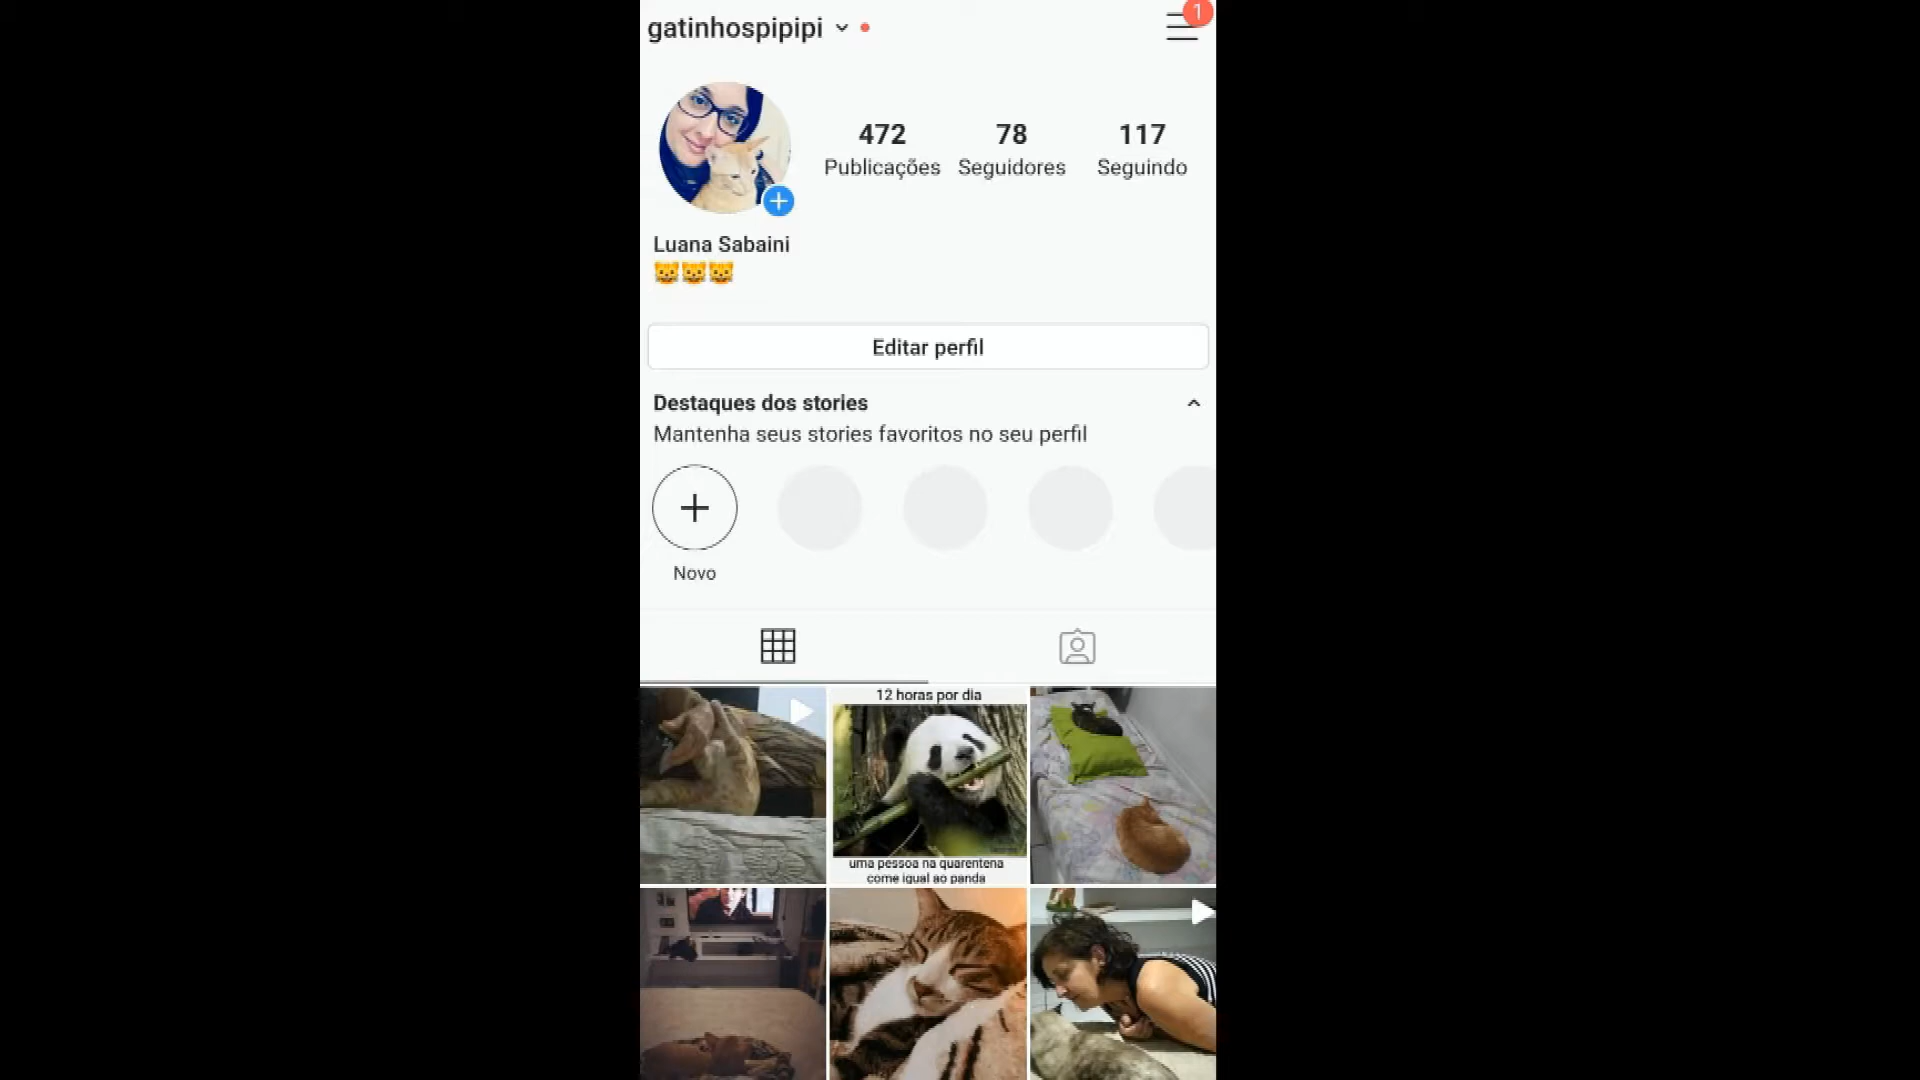 gatinhospipipi
1
472
78
117
Publicações
Seguidores
Seguindo
Luana Sabaini
Editar perfil
Destaques dos stories
Mantenha seus stories favoritos no seu perfil
Novo
12 horas por dia
uma pessoa na quarentena
come igual ao panda